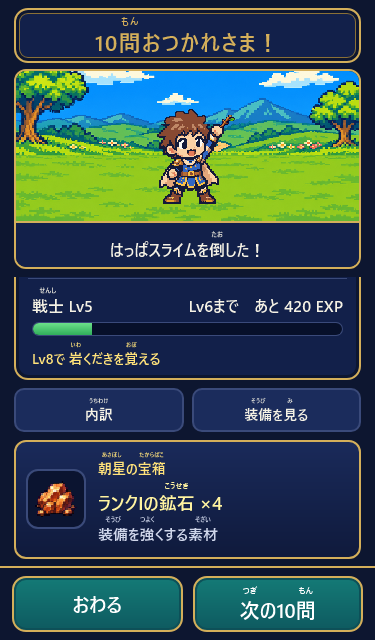 10問おつかれさま！
はっぱスライムを倒した！
戦士 Lv5
Lv6まで あと 420 EXP
Lv8で 岩くだきを覚える
内訳
装備を見る
朝星の宝箱
ランクIの鉱石 ×4
装備を強くする素材
おわる
次の10問